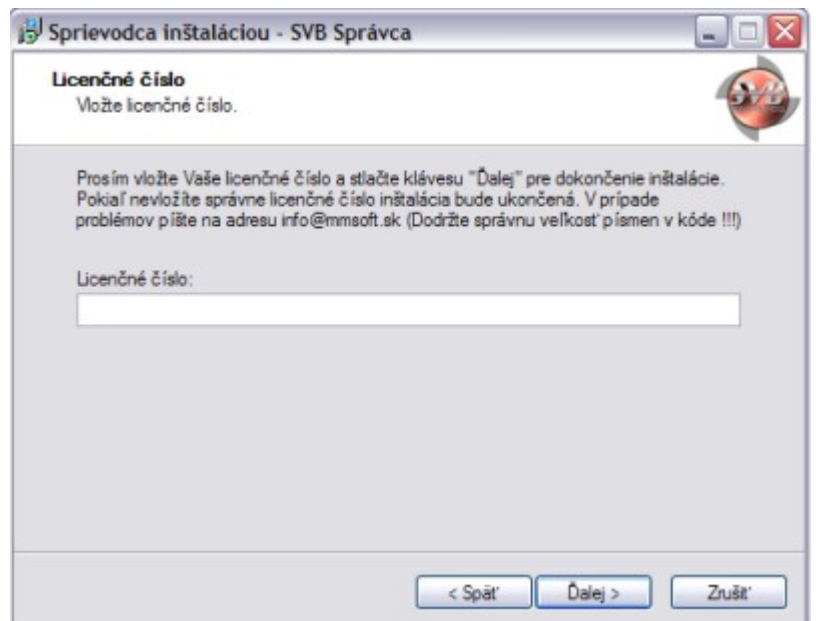 Sprievodca inštaláciou - SVB Správca
Licenčné číslo
Vložte licenčné číslo.
SVB
Prosím vložte Vaše licenčné číslo a stlačte klávesu "Ďalej" pre dokončenie inštalácie.
Pokiaľ nevložíte správne licenčné číslo inštalácia bude ukončená. V prípade
problémov píšte na adresu info@mmsoft.sk (Dodržte správnu veľkosť písmen v kóde !!!)
Licenčné číslo:
< Späť
Ďalej >
Zrušiť